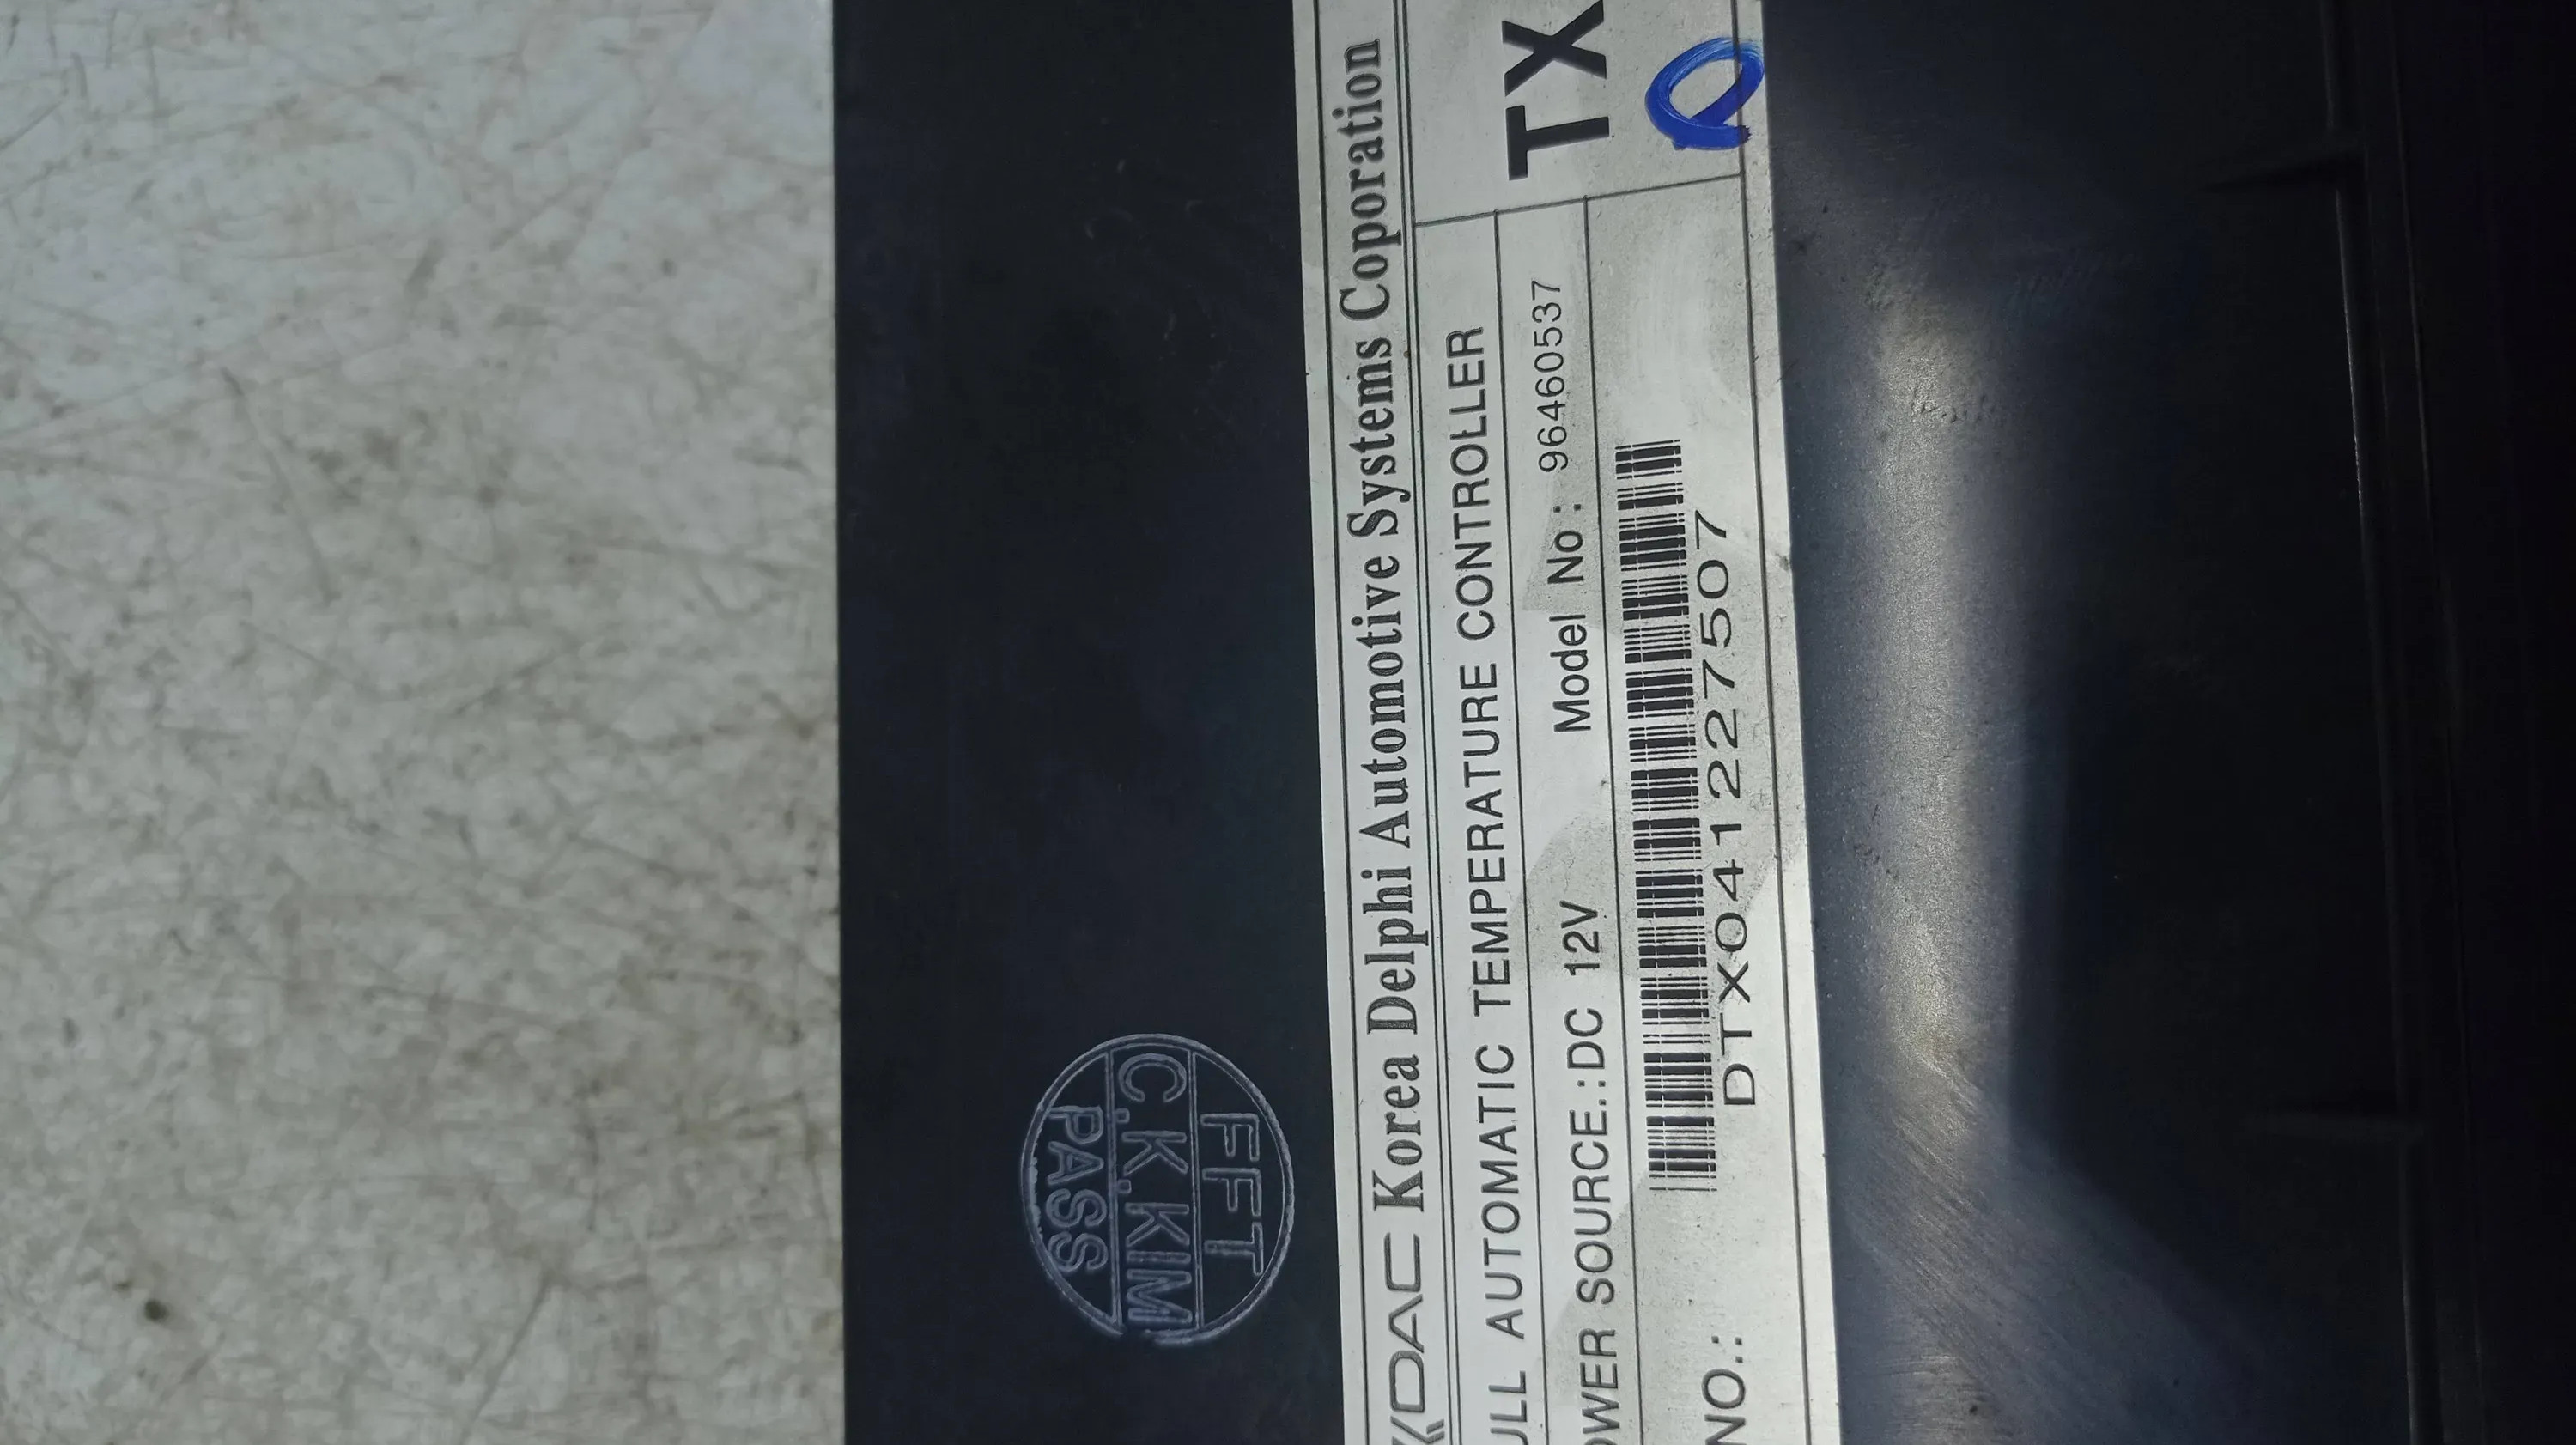 KDAC Korea Delphi Automotive Systems Coporation
ULL AUTOMATIC TEMPERATURE CONTROLLER
TX
OWER SOURCE.:DC 12V Model No: 96460537
NO.:
DTX041227507
FFT
C.K.KIM
PASS